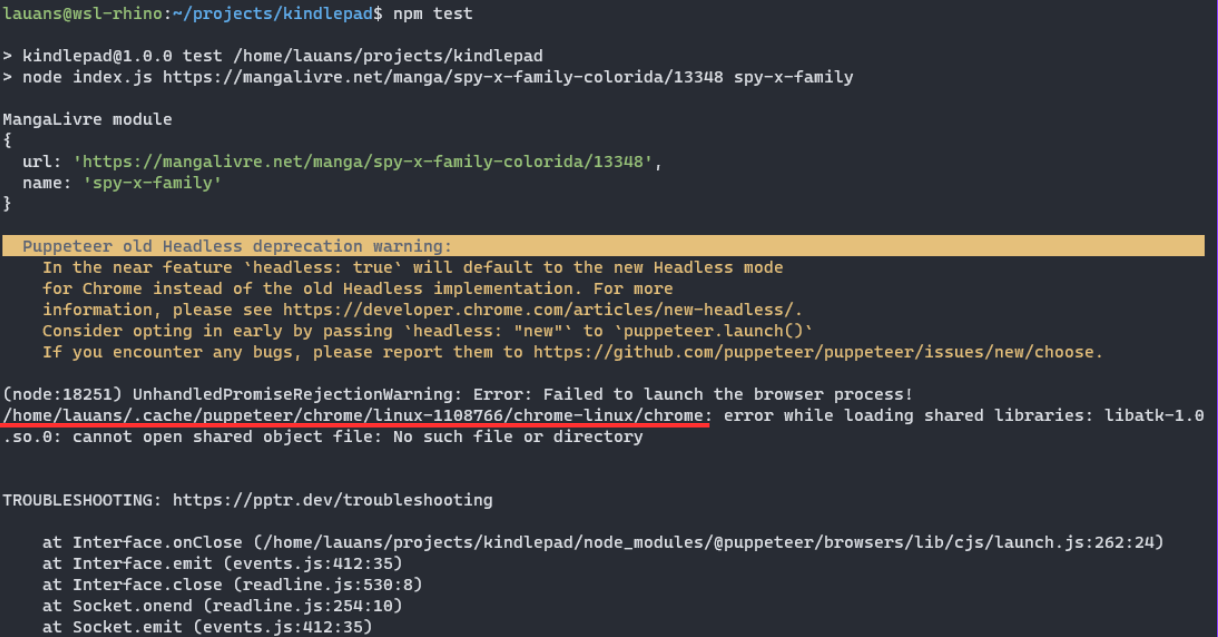 lauans@wsl-rhino:~/projects/kindlepad$ npm test
> kindlepad@1.0.0 test /home/lauans/projects/kindlepad
> node index.js https://mangalivre.net/manga/spy-x-family-colorida/13348 spy-x-family
MangaLivre module
{
  url: 'https://mangalivre.net/manga/spy-x-family-colorida/13348',
  name: 'spy-x-family'
}
  Puppeteer old Headless deprecation warning:
    In the near feature `headless: true` will default to the new Headless mode
    for Chrome instead of the old Headless implementation. For more
    information, please see https://developer.chrome.com/articles/new-headless/.
    Consider opting in early by passing `headless: "new"` to `puppeteer.launch()`
    If you encounter any bugs, please report them to https://github.com/puppeteer/puppeteer/issues/new/choose.
(node:18251) UnhandledPromiseRejectionWarning: Error: Failed to launch the browser process!
/home/lauans/.cache/puppeteer/chrome/linux-1108766/chrome-linux/chrome: error while loading shared libraries: libatk-1.0
.so.0: cannot open shared object file: No such file or directory
TROUBLESHOOTING: https://pptr.dev/troubleshooting
    at Interface.onClose (/home/lauans/projects/kindlepad/node_modules/@puppeteer/browsers/lib/cjs/launch.js:262:24)
    at Interface.emit (events.js:412:35)
    at Interface.close (readline.js:530:8)
    at Socket.onend (readline.js:254:10)
    at Socket.emit (events.js:412:35)